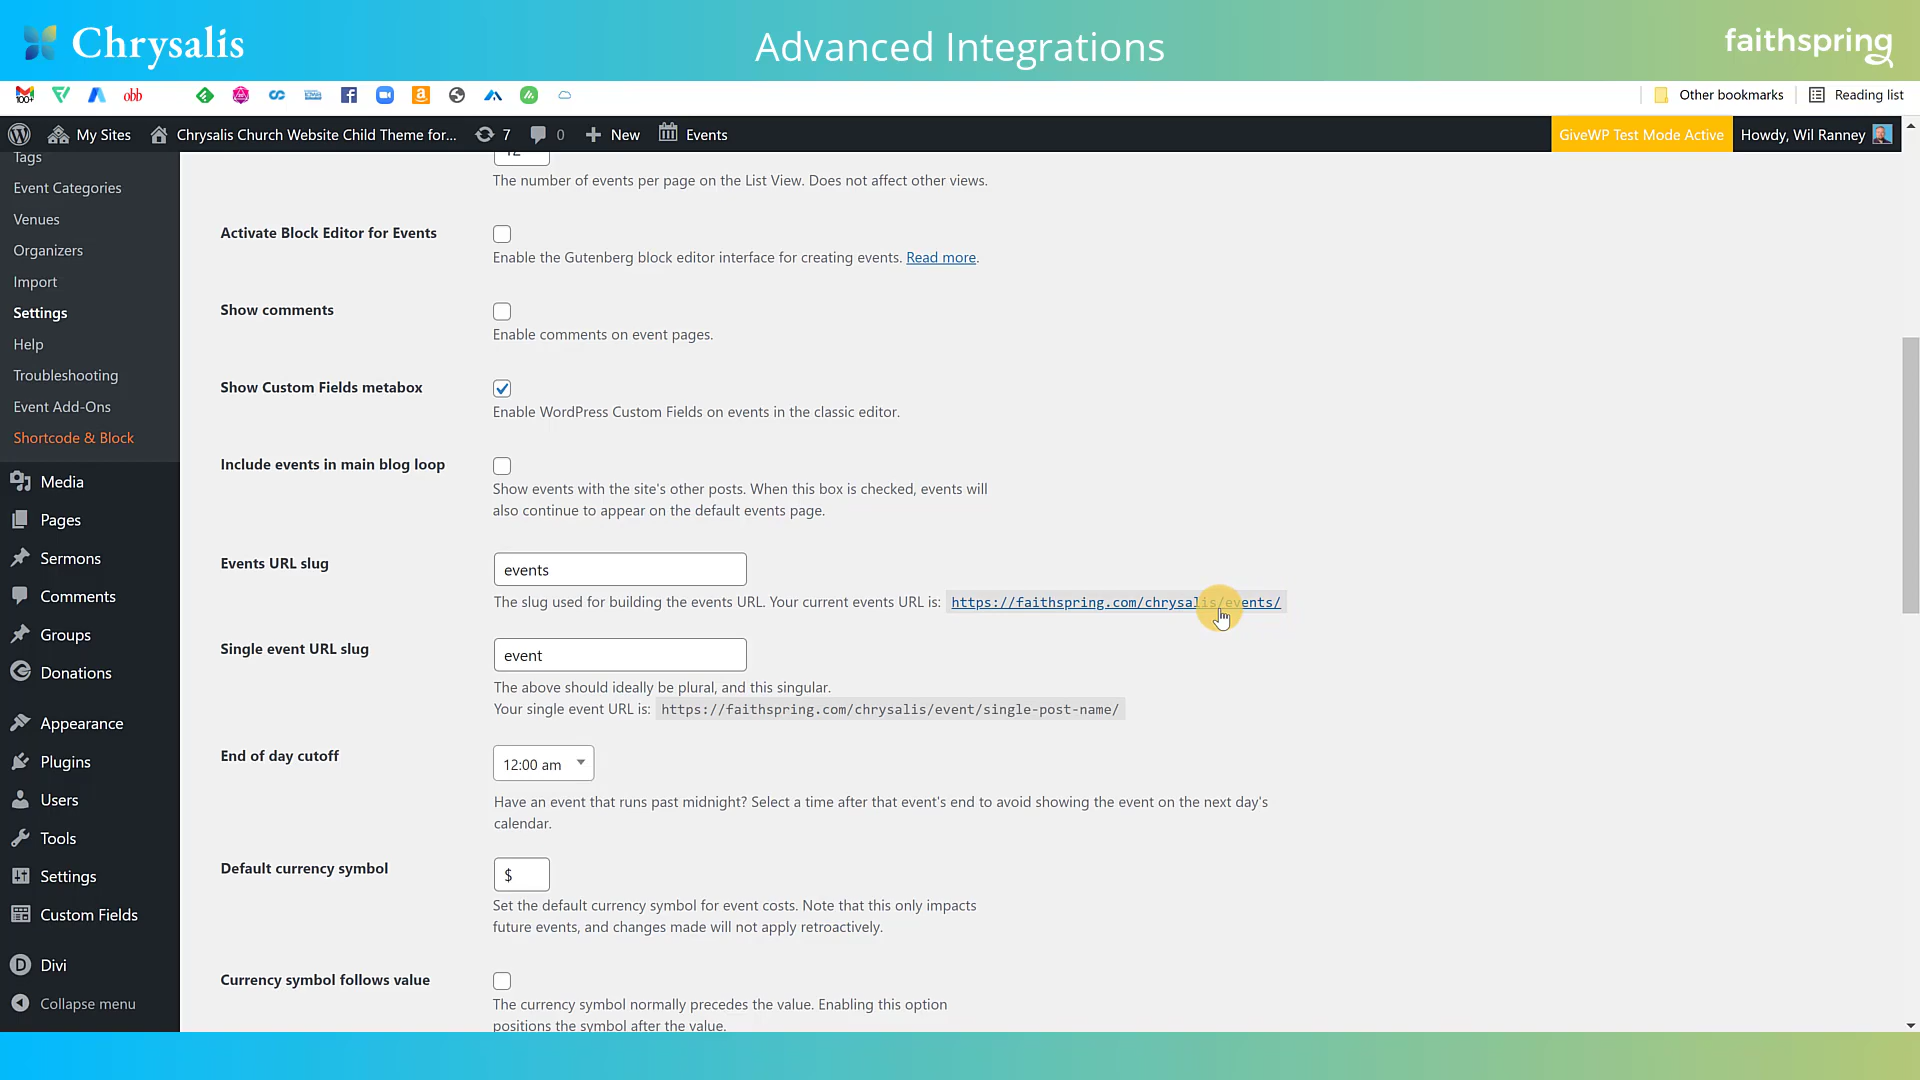 Chrysalis
Advanced Integrations
faithspring
100+
obb
Other bookmarks
Reading list
My Sites
Chrysalis Church Website Child Theme for...
7
0
New
Events
GiveWP Test Mode Active
Howdy, Wil Ranney
Tags
Event Categories
Venues
Organizers
Import
Settings
Help
Troubleshooting
Event Add-Ons
Shortcode & Block
Media
Pages
Sermons
Comments
Groups
Donations
Appearance
Plugins
Users
Tools
Settings
Custom Fields
Divi
Collapse menu
12
The number of events per page on the List View. Does not affect other views.
Activate Block Editor for Events
Enable the Gutenberg block editor interface for creating events. Read more.
Show comments
Enable comments on event pages.
Show Custom Fields metabox
Enable WordPress Custom Fields on events in the classic editor.
Include events in main blog loop
Show events with the site's other posts. When this box is checked, events will
also continue to appear on the default events page.
Events URL slug
events
The slug used for building the events URL. Your current events URL is: https://faithspring.com/chrysalis/events/
Single event URL slug
event
The above should ideally be plural, and this singular.
Your single event URL is: https://faithspring.com/chrysalis/event/single-post-name/
End of day cutoff
12:00 am
Have an event that runs past midnight? Select a time after that event's end to avoid showing the event on the next day's
calendar.
Default currency symbol
$
Set the default currency symbol for event costs. Note that this only impacts
future events, and changes made will not apply retroactively.
Currency symbol follows value
The currency symbol normally precedes the value. Enabling this option
positions the symbol after the value.